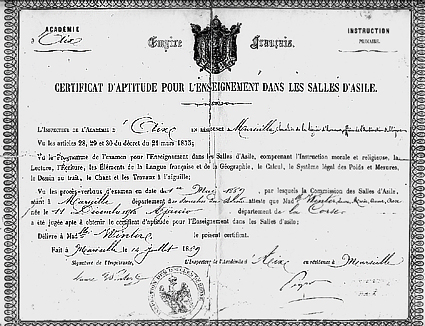 ACADÉMIE
d'Aix
Empire Français.
INSTRUCTION
PRIMAIRE.
CERTIFICAT D'APTITUDE POUR L'ENSEIGNEMENT DANS LES SALLES D'ASILE.
L'INSPECTEUR DE L'ACADÉMIE D'Aix EN RÉSIDENCE à Marseille
Vu les articles 28, 29 et 30 du décret du 21 mars 1855;
Vu le Programme de l'examen pour l'Enseignement dans les Salles d'Asile, comprenant l'Instruction morale et religieuse, la
Lecture, l'Écriture, les Éléments de la Langue française et de la Géographie, le Calcul, le Système légal des Poids et Mesures,
le Dessin au trait, le Chant et les Travaux à l'aiguille;
Vu les procès-verbaux d'examen en date du 1859 par lesquels la Commission des Salles d'Asile,
séant à Marseille département des Bouches du Rhône atteste que Mad
née le 11 Décembre Ajaccio département de la Corse
a été jugée apte à obtenir le certificat d'aptitude pour l'Enseignement dans les Salles d'asile;
Délivre à Mad le présent certificat.
Fait à Marseille le 14 juillet 1859
Signature de l'Impétrante, L'Inspecteur de l'Académie d'Aix en résidence à Marseille